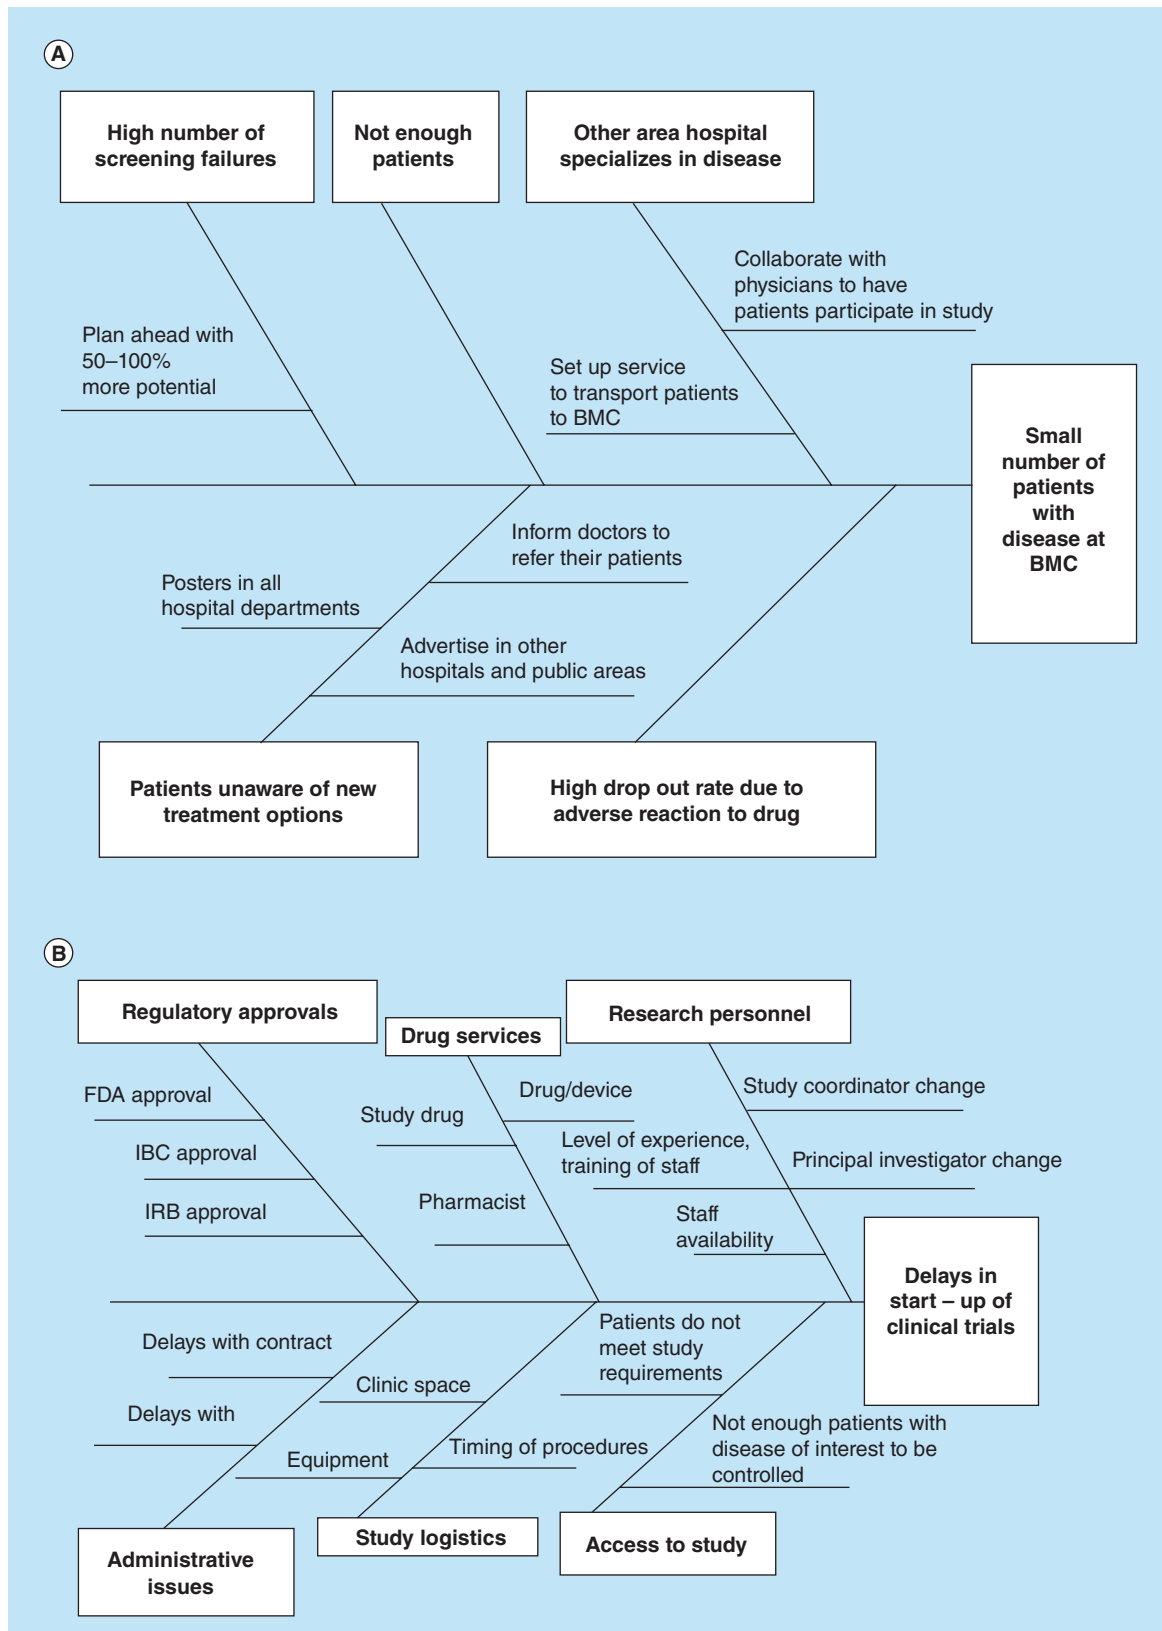 A
High number of
screening failures
Not enough
patients
Other area hospital
specializes in disease
Collaborate with
physicians to have
patients participate in study
Plan ahead with
50–100%
more potential
Set up service
to transport patients
to BMC
Small
number of
patients
with
disease at
BMC
Inform doctors to
refer their patients
Posters in all
hospital departments
Advertise in other
hospitals and public areas
Patients unaware of new
treatment options
High drop out rate due to
adverse reaction to drug
B
Regulatory approvals
Drug services
Research personnel
FDA approval
IBC approval
IRB approval
Study drug
Drug/device
Pharmacist
Study coordinator change
Level of experience,
training of staff
Principal investigator change
Staff
availability
Delays in
start – up of
clinical trials
Delays with contract
Delays with
Clinic space
Equipment
Timing of procedures
Patients do not
meet study
requirements
Not enough patients with
disease of interest to be
controlled
Administrative
issues
Study logistics
Access to study